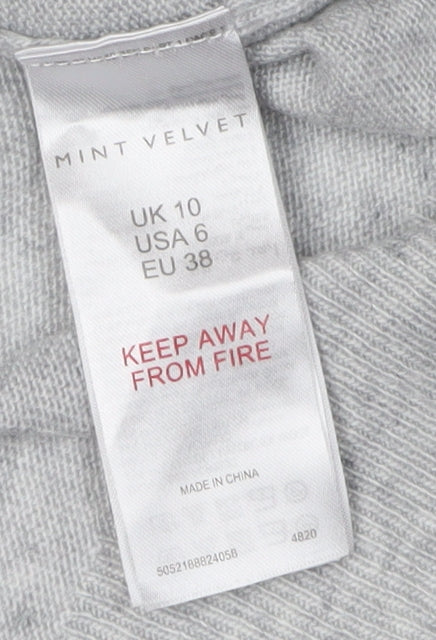 MINT VELVET
UK 10
USA 6
EU 38
KEEP AWAY
FROM FIRE
MADE IN CHINA
5052188824058 4820